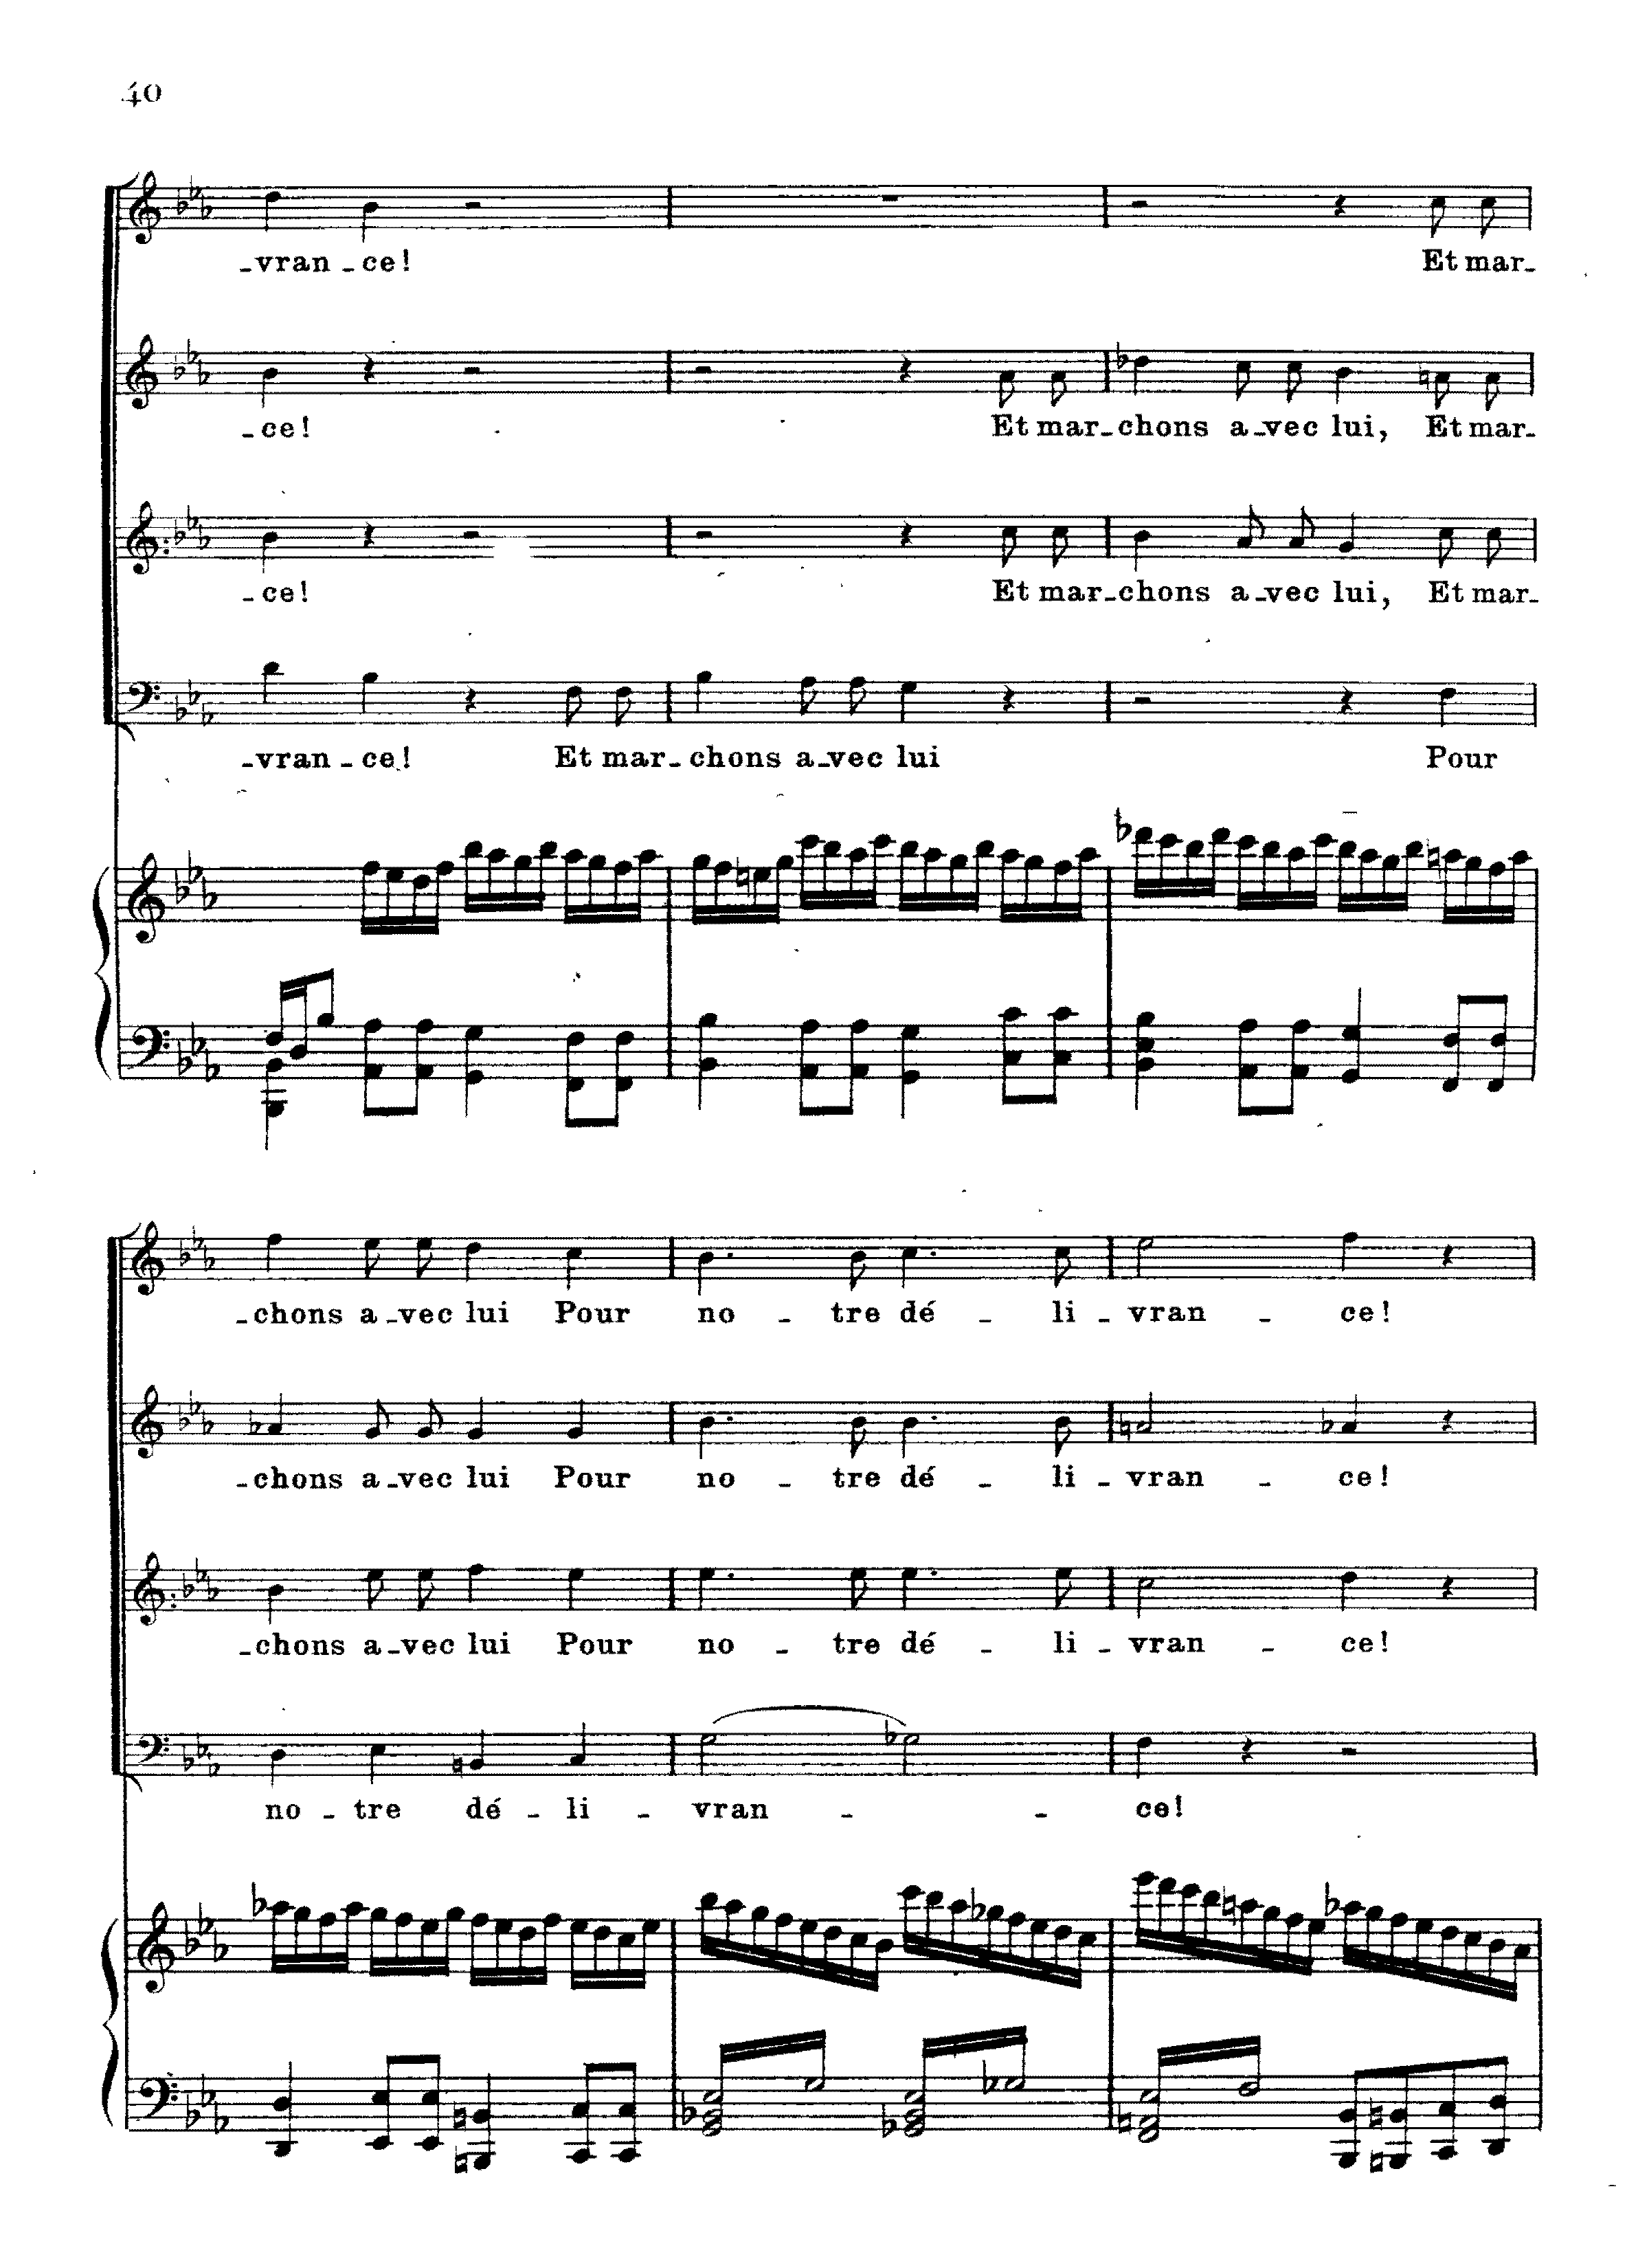 40
-vran - ce! Et mar-
- ce! Et mar-chons a-vec lui, Et mar-
- ce! Et mar-chons a-vec lui, Et mar-
-vran - ce! Et mar-chons a-vec lui Pour
-chons a-vec lui Pour no - tre dé - li - vran - ce!
-chons a-vec lui Pour no - tre dé - li - vran - ce!
-chons a-vec lui Pour no - tre dé - li - vran - ce!
no - tre dé - li - vran - ce!